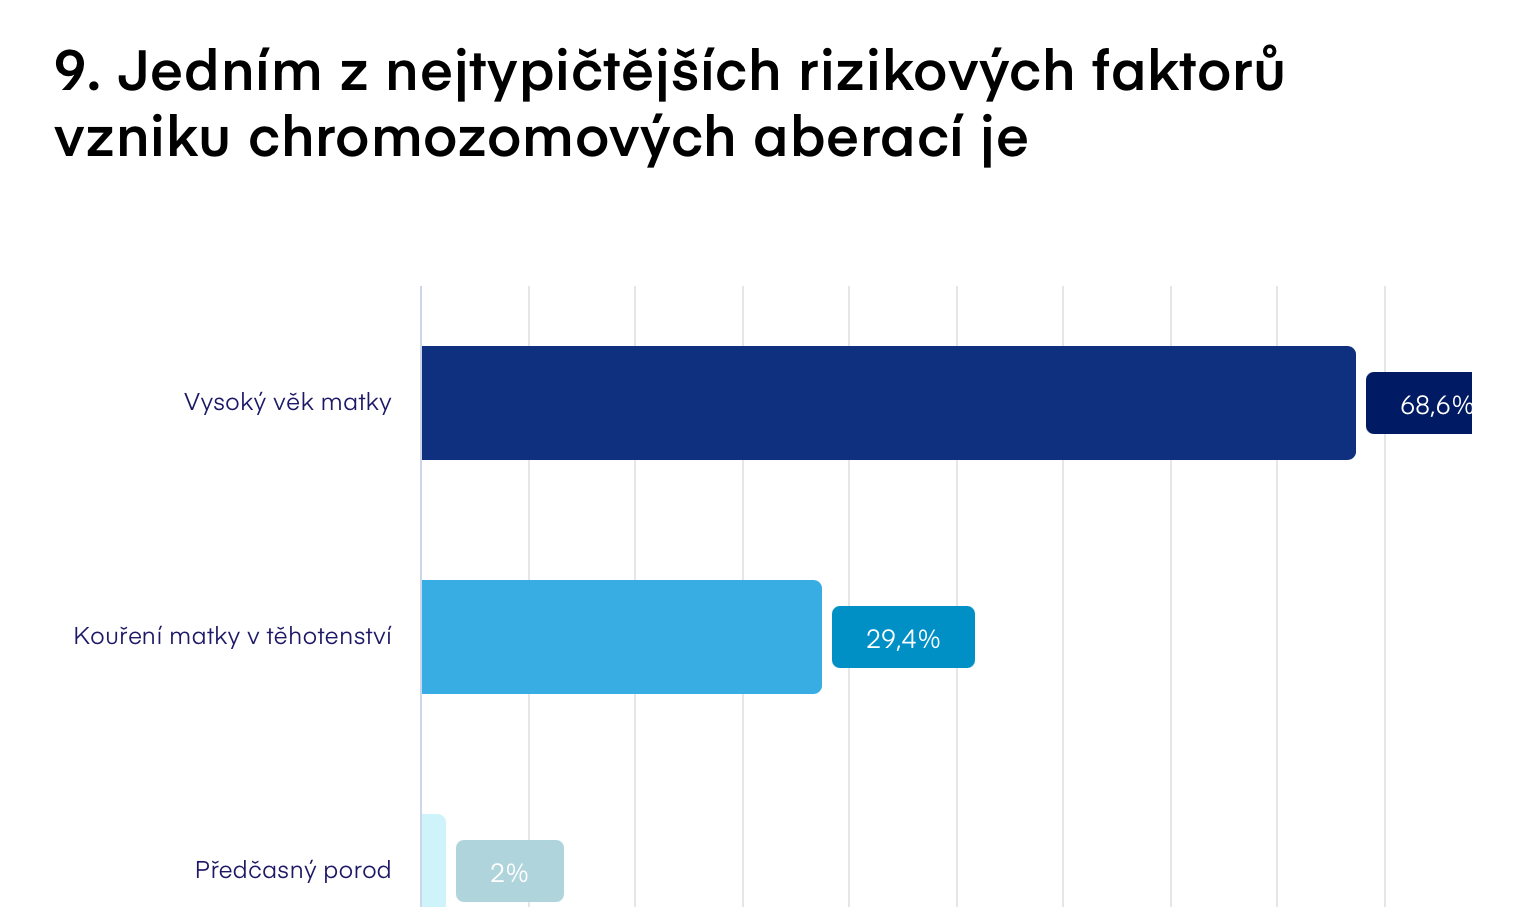 9. Jedním z nejtypičtějších rizikových faktorů
vzniku chromozomových aberací je
Vysoký věk matky
68,6%
Kouření matky v těhotenství
29,4%
Předčasný porod
2%